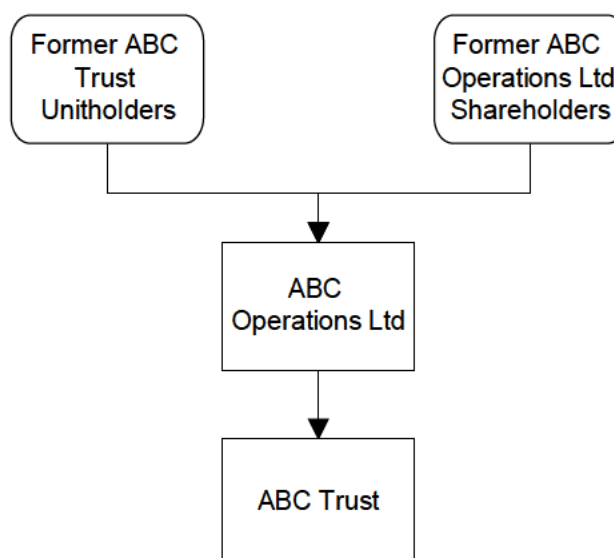 Former ABC
Trust
Unitholders
Former ABC
Operations Ltd
Shareholders
ABC
Operations Ltd
ABC Trust